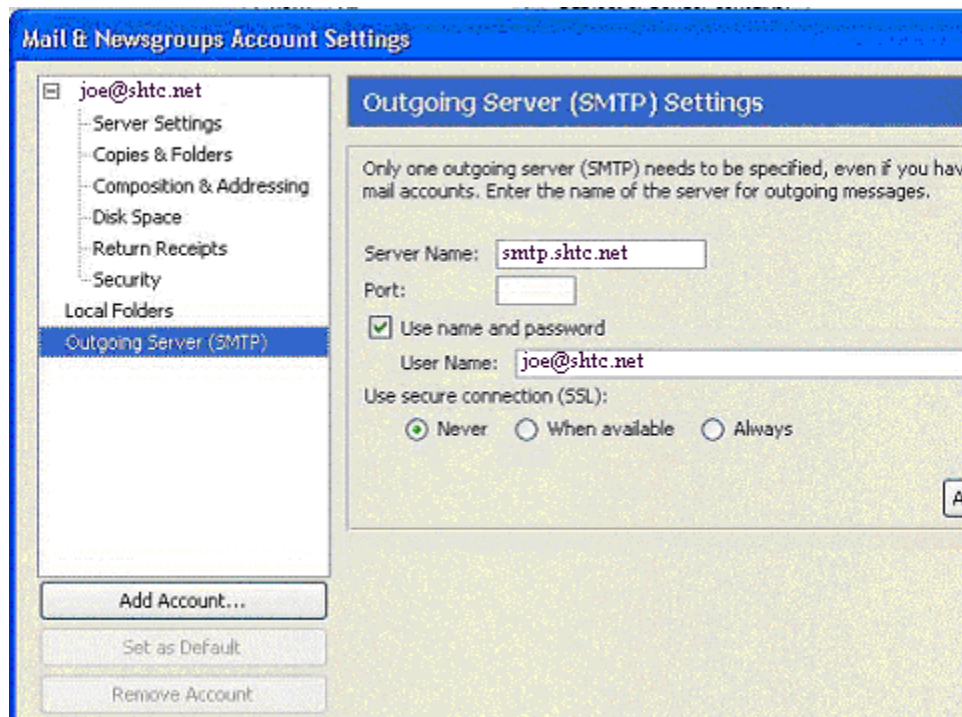 Mail & Newsgroups Account Settings
joe@shtc.net
Server Settings
Copies & Folders
Composition & Addressing
Disk Space
Return Receipts
Security
Local Folders
Outgoing Server (SMTP)
Add Account...
Set as Default
Remove Account
Outgoing Server (SMTP) Settings
Only one outgoing server (SMTP) needs to be specified, even if you hav
mail accounts. Enter the name of the server for outgoing messages.
Server Name: smtp.shtc.net
Port:
Use name and password
User Name: joe@shtc.net
Use secure connection (SSL):
Never When available Always
A